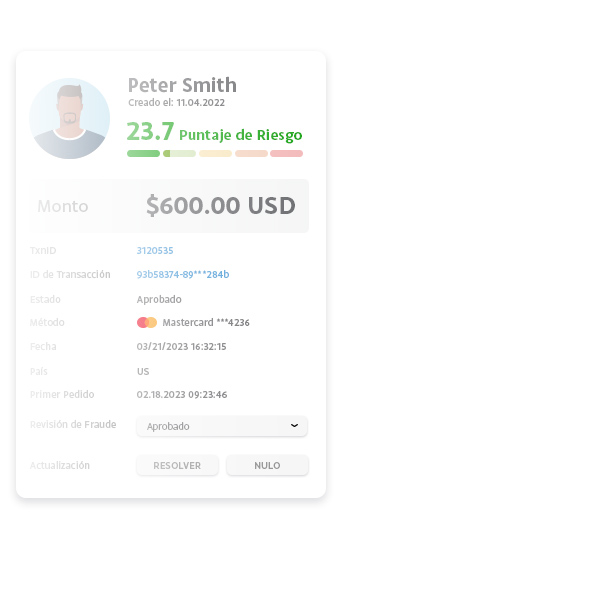 Peter Smith
Creado el: 11.04.2022
23.7 Puntaje de Riesgo
Monto $600.00 USD
TxnID 3120535
ID de Transacción 93b58374-89***284b
Estado Aprobado
Método Mastercard ***4236
Fecha 03/21/2023 16:32:15
País US
Primer Pedido 02.18.2023 09:23:46
Revisión de Fraude Aprobado
Actualización RESOLVER NULO